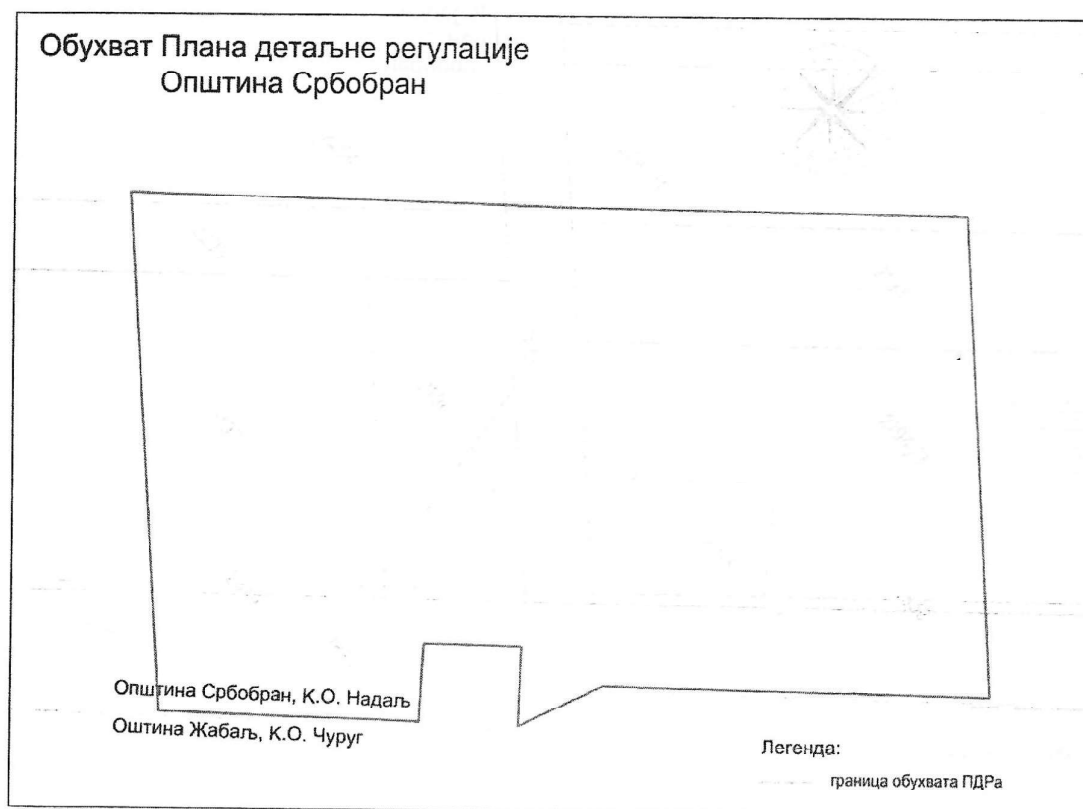 Обухват Плана детаљне регулације
Општина Србобран
Општина Србобран, К.О. Надаљ
Оштина Жабаљ, К.О. Чуруг
Легенда:
граница обухвата ПДРа